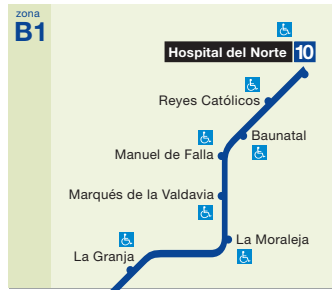 zona
B1
Hospital del Norte 10
Reyes Católicos
Baunatal
Manuel de Falla
Marqués de la Valdavia
La Moraleja
La Granja